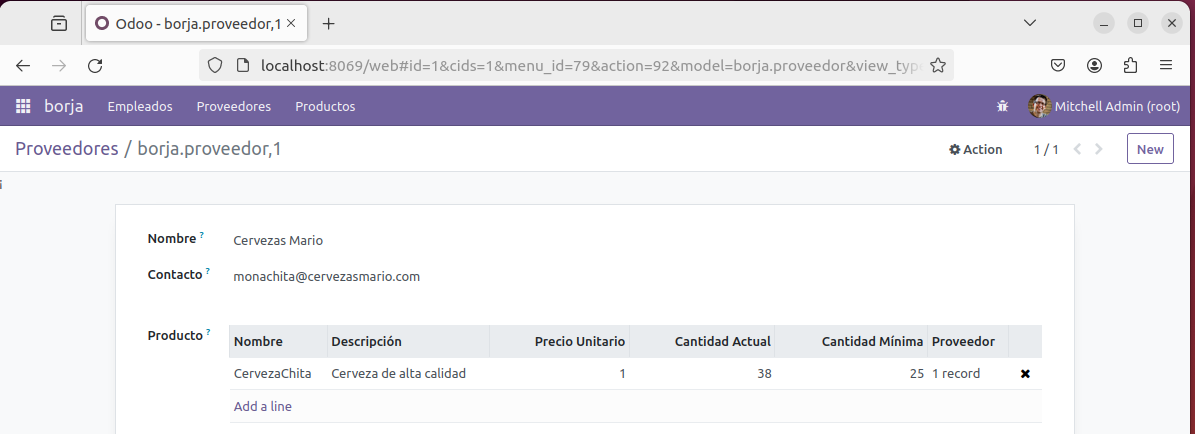 Odoo - borja.proveedor,1
localhost:8069/web#id=1&cids=1&menu_id=79&action=92&model=borja.proveedor&view_typ
borja Empleados Proveedores Productos Mitchell Admin (root)
Proveedores / borja.proveedor,1 Action 1 / 1 New
Nombre ? Cervezas Mario
Contacto ? monachita@cervezasmario.com
Producto ? Nombre Descripción Precio Unitario Cantidad Actual Cantidad Mínima Proveedor
CervezaChita Cerveza de alta calidad 1 38 25 1 record
Add a line